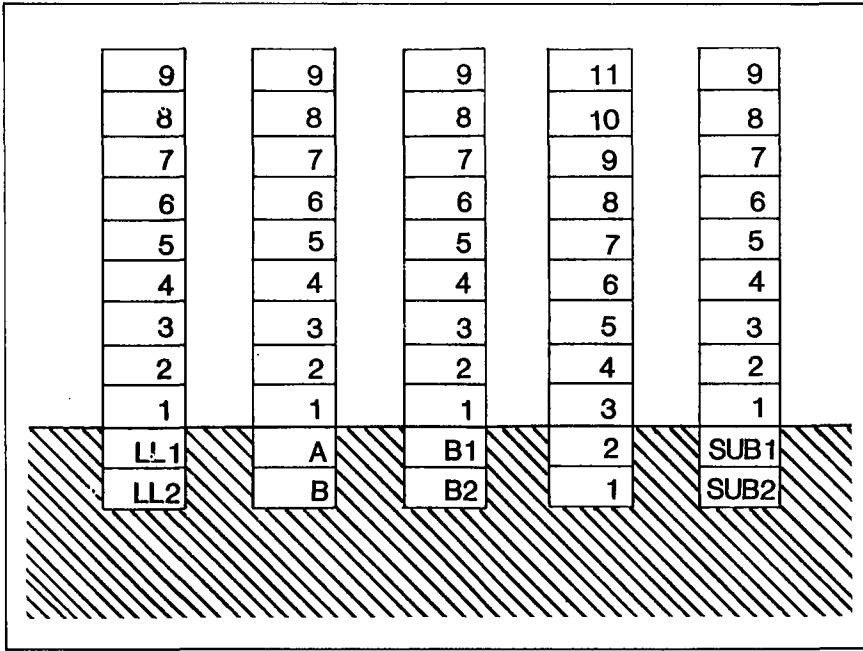 9 9 9 11 9
8 8 8 10 8
7 7 7 9 7
6 6 6 8 6
5 5 5 7 5
4 4 4 6 4
3 3 3 5 3
2 2 2 4 2
1 1 1 3 1
LL1 A B1 2 SUB1
LL2 B B2 1 SUB2